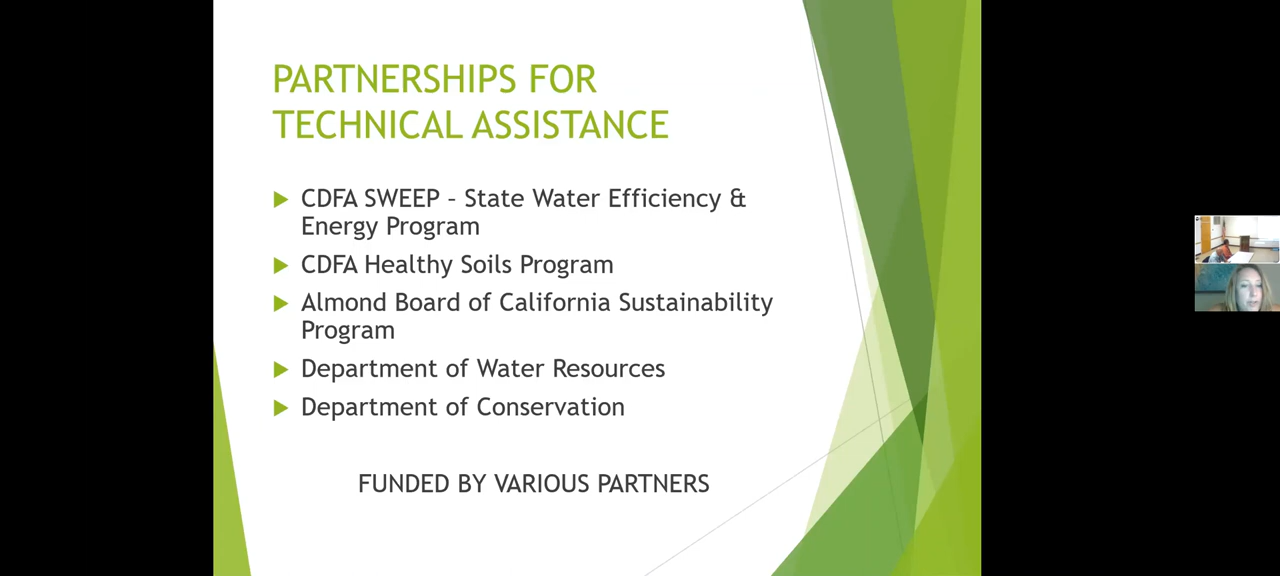 PARTNERSHIPS FOR
TECHNICAL ASSISTANCE
CDFA SWEEP – State Water Efficiency &
Energy Program
CDFA Healthy Soils Program
Almond Board of California Sustainability
Program
Department of Water Resources
Department of Conservation
FUNDED BY VARIOUS PARTNERS